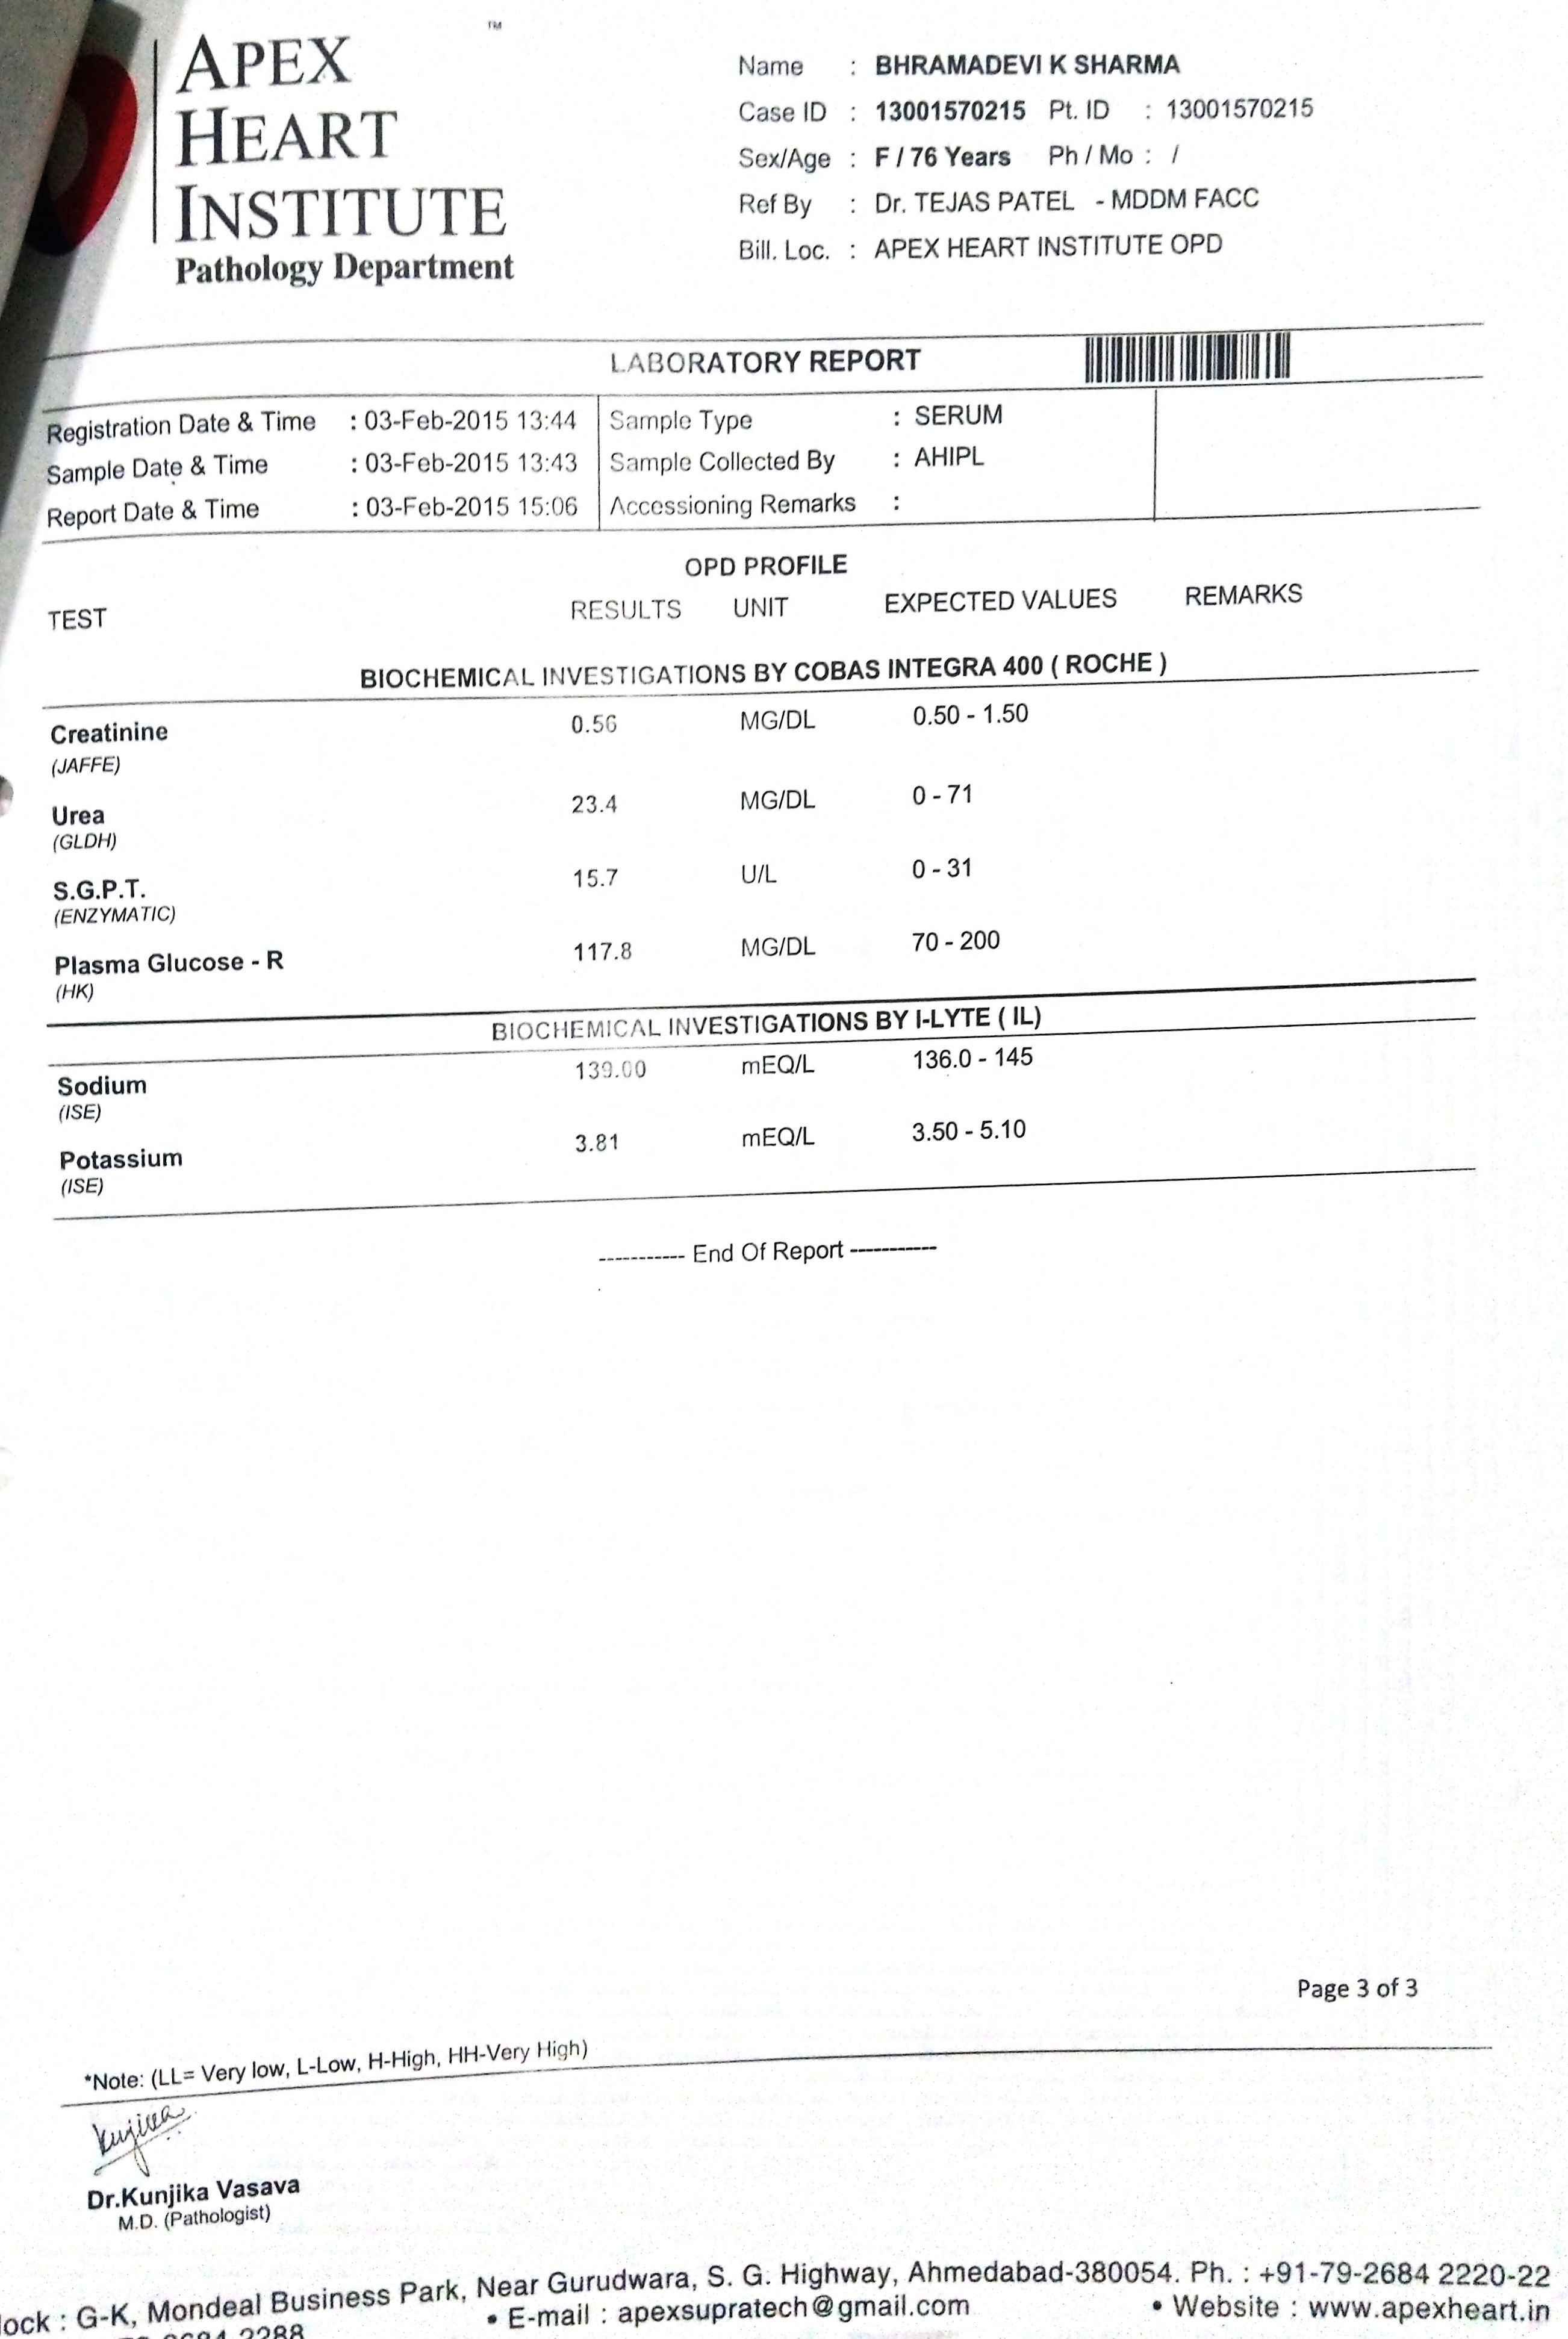 ™
APEX
HEART
INSTITUTE
Pathology Department
Name : BHRAMADEVI K SHARMA
Case ID : 13001570215 Pt. ID : 13001570215
Sex/Age : F / 76 Years Ph / Mo : /
Ref By : Dr. TEJAS PATEL - MDDM FACC
Bill. Loc. : APEX HEART INSTITUTE OPD
LABORATORY REPORT
Registration Date & Time : 03-Feb-2015 13:44 Sample Type : SERUM
Sample Date & Time : 03-Feb-2015 13:43 Sample Collected By : AHIPL
Report Date & Time : 03-Feb-2015 15:06 Accessioning Remarks :
OPD PROFILE
TEST RESULTS UNIT EXPECTED VALUES REMARKS
BIOCHEMICAL INVESTIGATIONS BY COBAS INTEGRA 400 ( ROCHE )
Creatinine 0.56 MG/DL 0.50 - 1.50
(JAFFE)
Urea 23.4 MG/DL 0 - 71
(GLDH)
S.G.P.T. 15.7 U/L 0 - 31
(ENZYMATIC)
Plasma Glucose - R 117.8 MG/DL 70 - 200
(HK)
BIOCHEMICAL INVESTIGATIONS BY I-LYTE ( IL)
Sodium 139.00 mEQ/L 136.0 - 145
(ISE)
Potassium 3.81 mEQ/L 3.50 - 5.10
(ISE)
----------- End Of Report -----------
Page 3 of 3
*Note: (LL= Very low, L-Low, H-High, HH-Very High)
Kunjika
Dr.Kunjika Vasava
M.D. (Pathologist)
lock : G-K, Mondeal Business Park, Near Gurudwara, S. G. Highway, Ahmedabad-380054. Ph. : +91-79-2684 2220-22
• E-mail : apexsupratech@gmail.com • Website : www.apexheart.in
2288